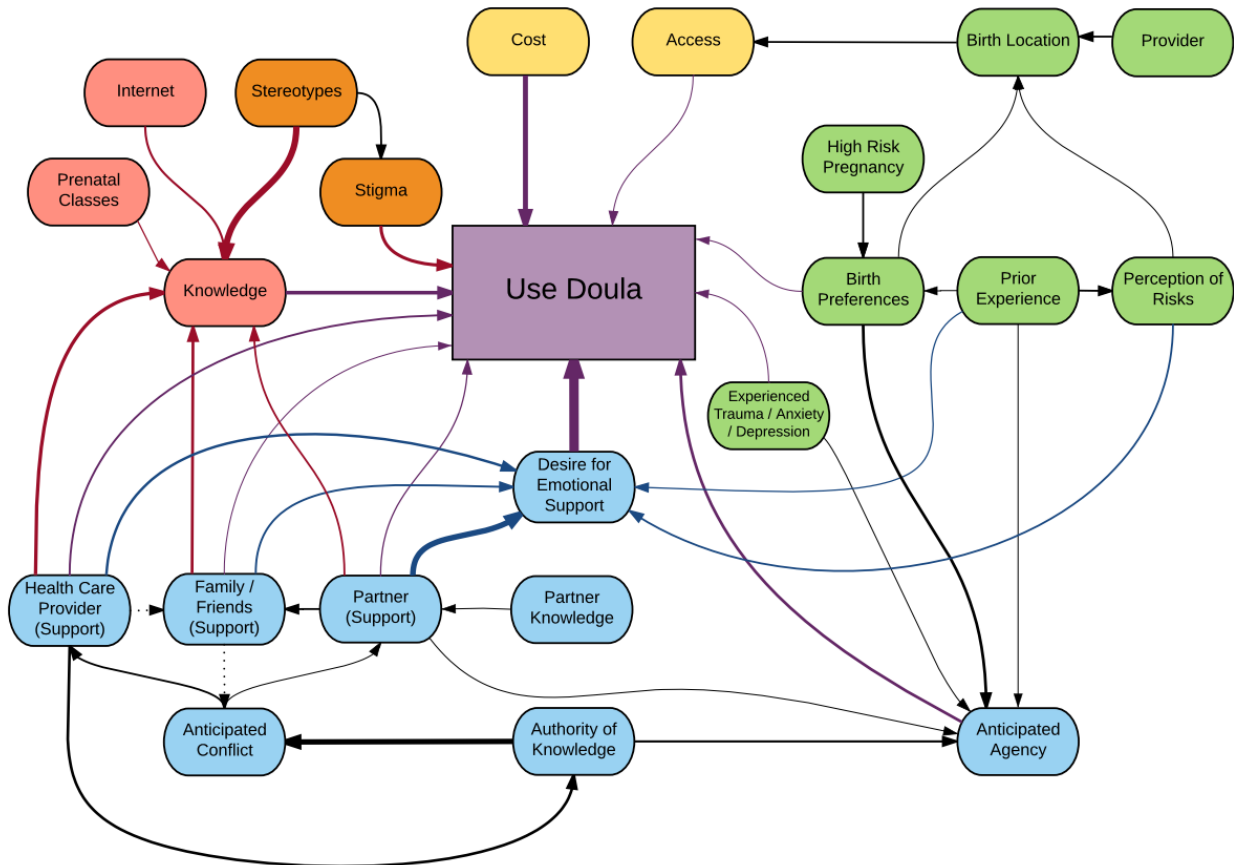 Cost
Access
Birth Location
Provider
Internet
Stereotypes
High Risk
Pregnancy
Prenatal
Classes
Stigma
Knowledge
Use Doula
Birth
Preferences
Prior
Experience
Perception of
Risks
Experienced
Trauma / Anxiety
/ Depression
Desire for
Emotional
Support
Health Care
Provider
(Support)
Family /
Friends
(Support)
Partner
(Support)
Partner
Knowledge
Anticipated
Conflict
Authority of
Knowledge
Anticipated
Agency